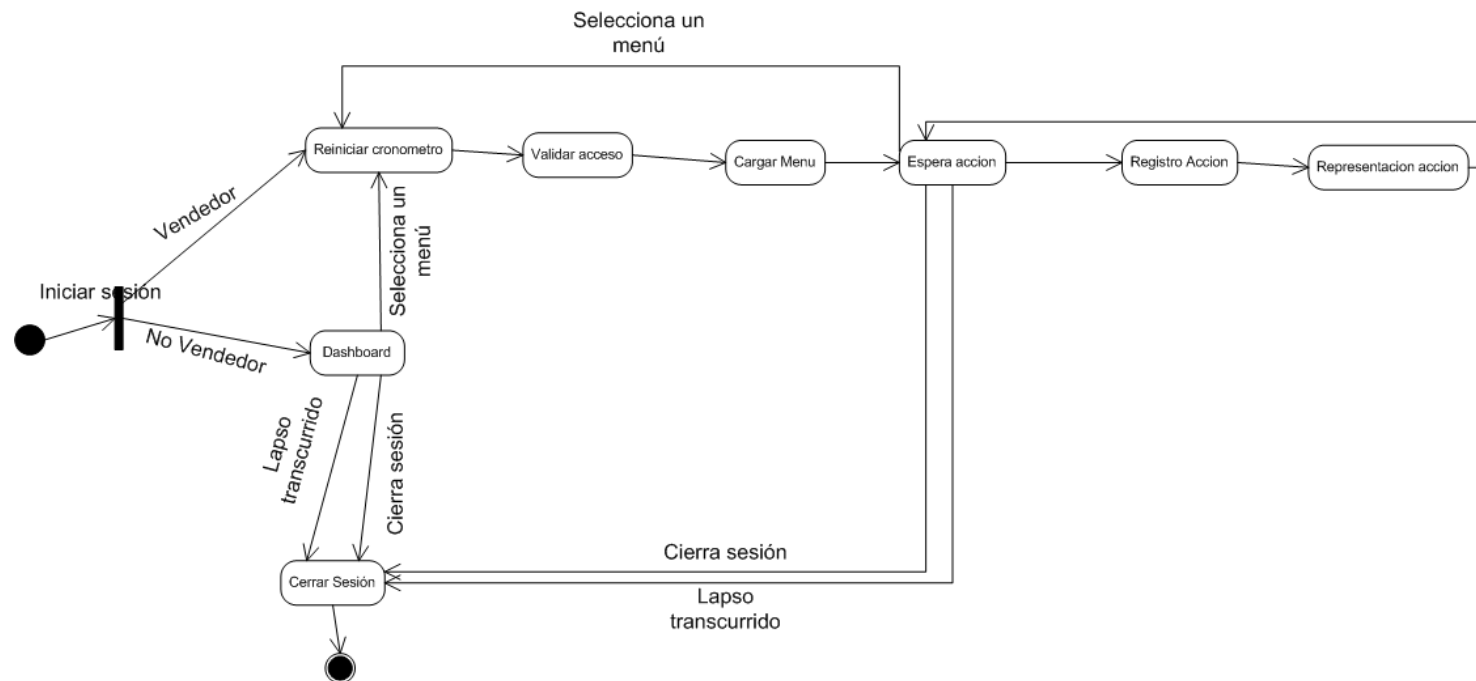 Selecciona un
menú
Reiniciar cronometro
Validar acceso
Cargar Menu
Espera accion
Registro Accion
Representacion accion
Vendedor
Selecciona un
menú
Iniciar sesión
No Vendedor
Dashboard
Lapso
transcurrido
Cierra sesión
Cierra sesión
Cerrar Sesión
Lapso
transcurrido